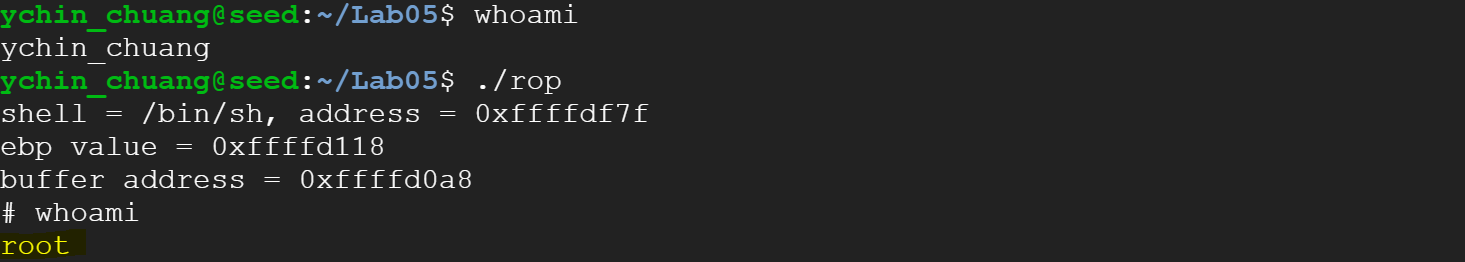 ychin_chuang@seed:~/Lab05$ whoami
ychin_chuang
ychin_chuang@seed:~/Lab05$ ./rop
shell = /bin/sh, address = 0xffffdf7f
ebp value = 0xffffd118
buffer address = 0xffffd0a8
# whoami
root